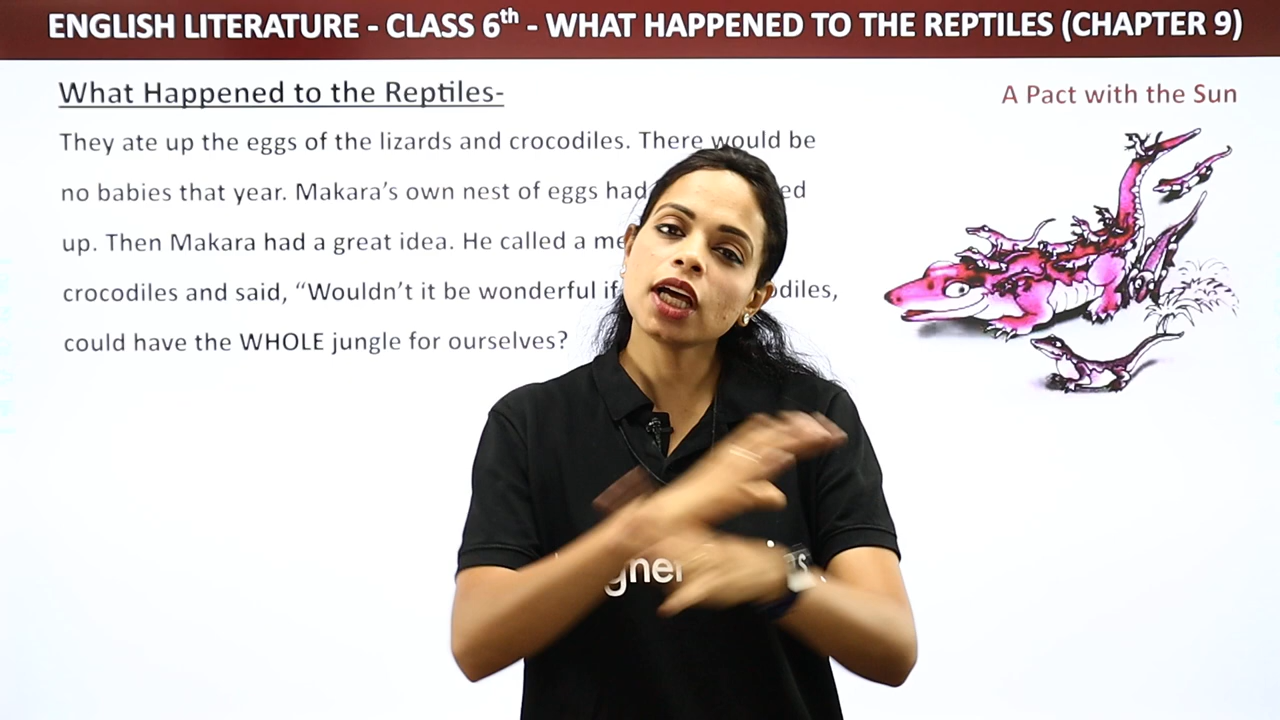 ENGLISH LITERATURE - CLASS 6th - WHAT HAPPENED TO THE REPTILES (CHAPTER 9)
What Happened to the Reptiles-
A Pact with the Sun
They ate up the eggs of the lizards and crocodiles. There would be
no babies that year. Makara's own nest of eggs had
up. Then Makara had a great idea. He called a
crocodiles and said, "Wouldn't it be wonderful if
could have the WHOLE jungle for ourselves?